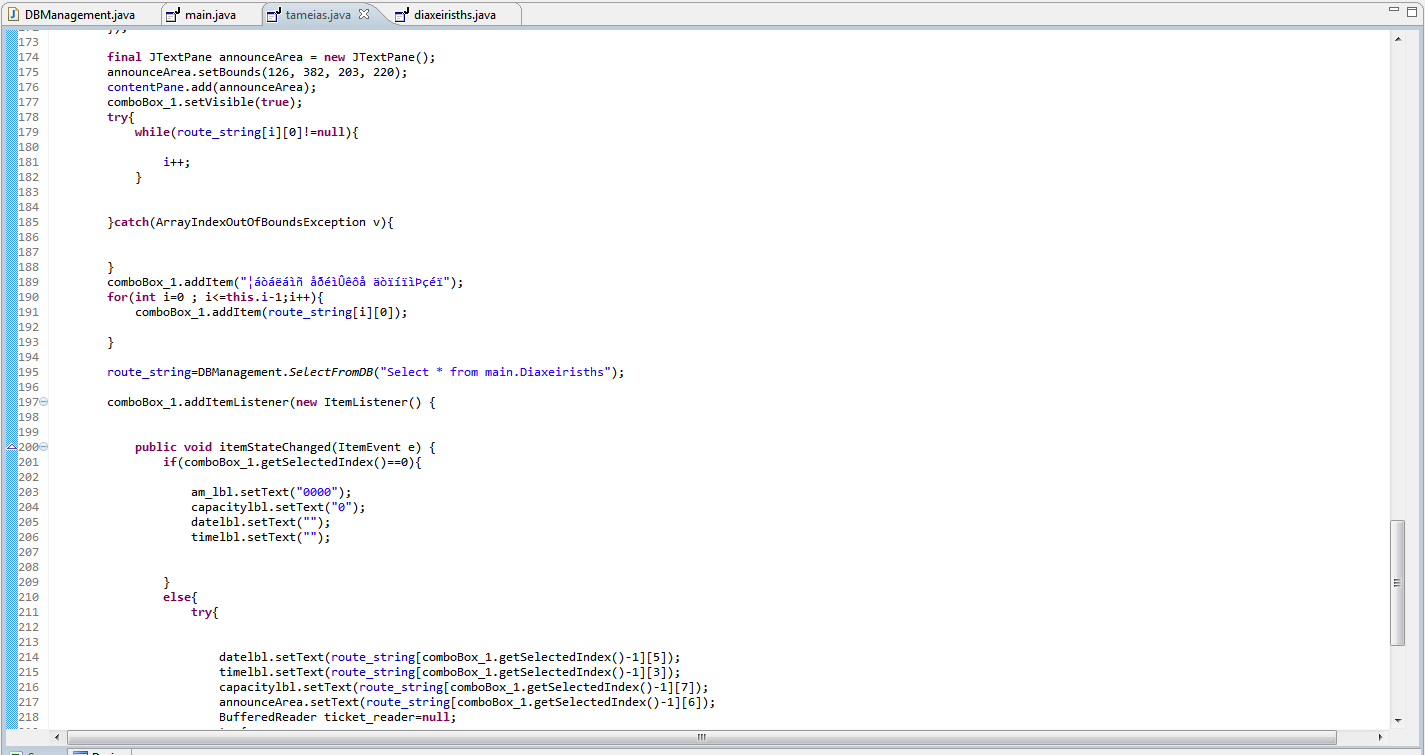 DBManagement.java main.java tameias.java diaxeiristhς.java
173
174 final JTextPane announceArea = new JTextPane();
175 announceArea.setBounds(126, 382, 203, 220);
176 contentPane.add(announceArea);
177 comboBox_1.setVisible(true);
178 try{
179 while(route_string[i][0]!=null){
180
181 i++;
182 }
183
184
185 }catch(ArrayIndexOutOfBoundsException v){
186
187
188 }
189 comboBox_1.addItem("¦áòáëáìñ åðéìÛêôå äòïíïìÞçéï");
190 for(int i=0 ; i<=this.i-1;i++){
191 comboBox_1.addItem(route_string[i][0]);
192
193 }
194
195 route_string=DBManagement.SelectFromDB("Select * from main.Diaxeirisths");
196
197 comboBox_1.addItemListener(new ItemListener() {
198
199
200 public void itemStateChanged(ItemEvent e) {
201 if(comboBox_1.getSelectedIndex()==0){
202
203 am_lbl.setText("0000");
204 capacitylbl.setText("0");
205 datelbl.setText("");
206 timelbl.setText("");
207
208
209 }
210 else{
211 try{
212
213
214 datelbl.setText(route_string[comboBox_1.getSelectedIndex()-1][5]);
215 timelbl.setText(route_string[comboBox_1.getSelectedIndex()-1][3]);
216 capacitylbl.setText(route_string[comboBox_1.getSelectedIndex()-1][7]);
217 announceArea.setText(route_string[comboBox_1.getSelectedIndex()-1][6]);
218 BufferedReader ticket_reader=null;